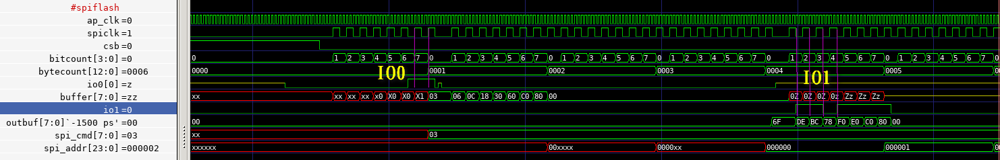 #spiflash
ap_clk=0
spiclk=1
csb=0
bitcount[3:0]=0 0 1 2 3 4 5 6 7 0 1 2 3 4 5 6 7 0 1 2 3 4 5 6 7 0 1 2 3 4 5 6 7 0 1 2 3 4 5 6 7 0 1 2 3 4 5 6 7 0
bytecount[12:0]=0006 0000 I00 0001 0002 0003 0004 I01 0005 0
io0[0]=z
buffer[7:0]=zz xx xx xx xx x0 X0 X0 X1 03 06 0C 18 30 60 C0 80 00 0Z 0Z 0Z 0z Zz Zz Zz
io1=0
outbuf[7:0]`-1500 ps'=00 00 6F DE BC 78 F0 E0 C0 80 00
spi_cmd[7:0]=03 xx 03
spi_addr[23:0]=000002 xxxxxx 00xxxx 0000xx 000000 000001 0